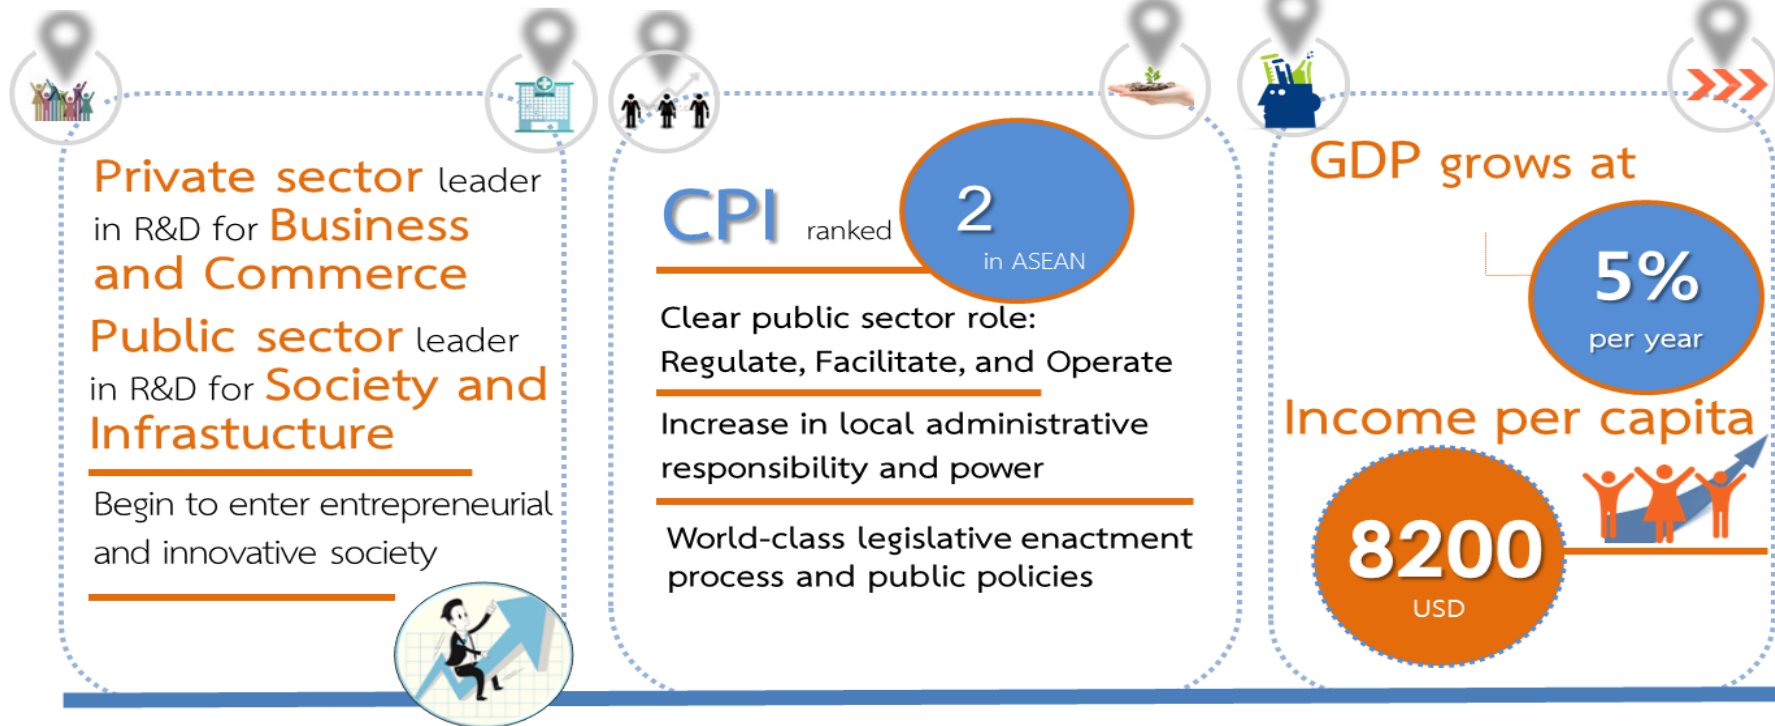 Private sector leader
in R&D for Business
and Commerce
Public sector leader
in R&D for Society and
Infrastucture
Begin to enter entrepreneurial
and innovative society
CPI ranked 2
in ASEAN
Clear public sector role:
Regulate, Facilitate, and Operate
Increase in local administrative
responsibility and power
World-class legislative enactment
process and public policies
GDP grows at
5%
per year
Income per capita
8200
USD